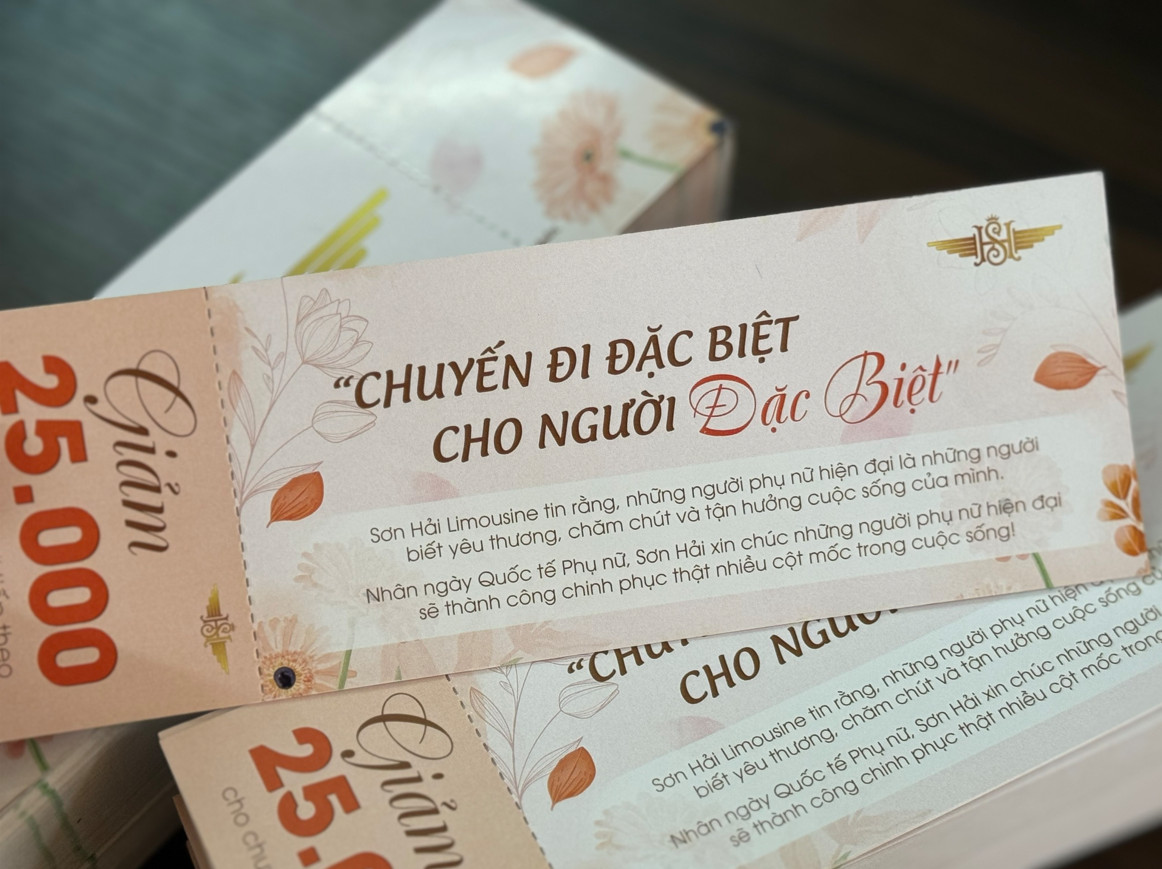 Giảm
25.000
"CHUYẾN ĐI ĐẶC BIỆT
CHO NGƯỜI Đặc Biệt"
Sơn Hải Limousine tin rằng, những người phụ nữ hiện đại là những người
biết yêu thương, chăm chút và tận hưởng cuộc sống của mình.
Nhân ngày Quốc tế Phụ nữ, Sơn Hải xin chúc những người phụ nữ hiện đại
sẽ thành công chinh phục thật nhiều cột mốc trong cuộc sống!
Giảm
25.
cho
"CHU
CHO NGƯỜI
Sơn Hải Limousine tin rằng, những người phụ nữ hiện
biết yêu thương, chăm chút và tận hưởng cuộc sống
Nhân ngày Quốc tế Phụ nữ, Sơn Hải xin chúc những người
sẽ thành công chinh phục thật nhiều cột mốc trong